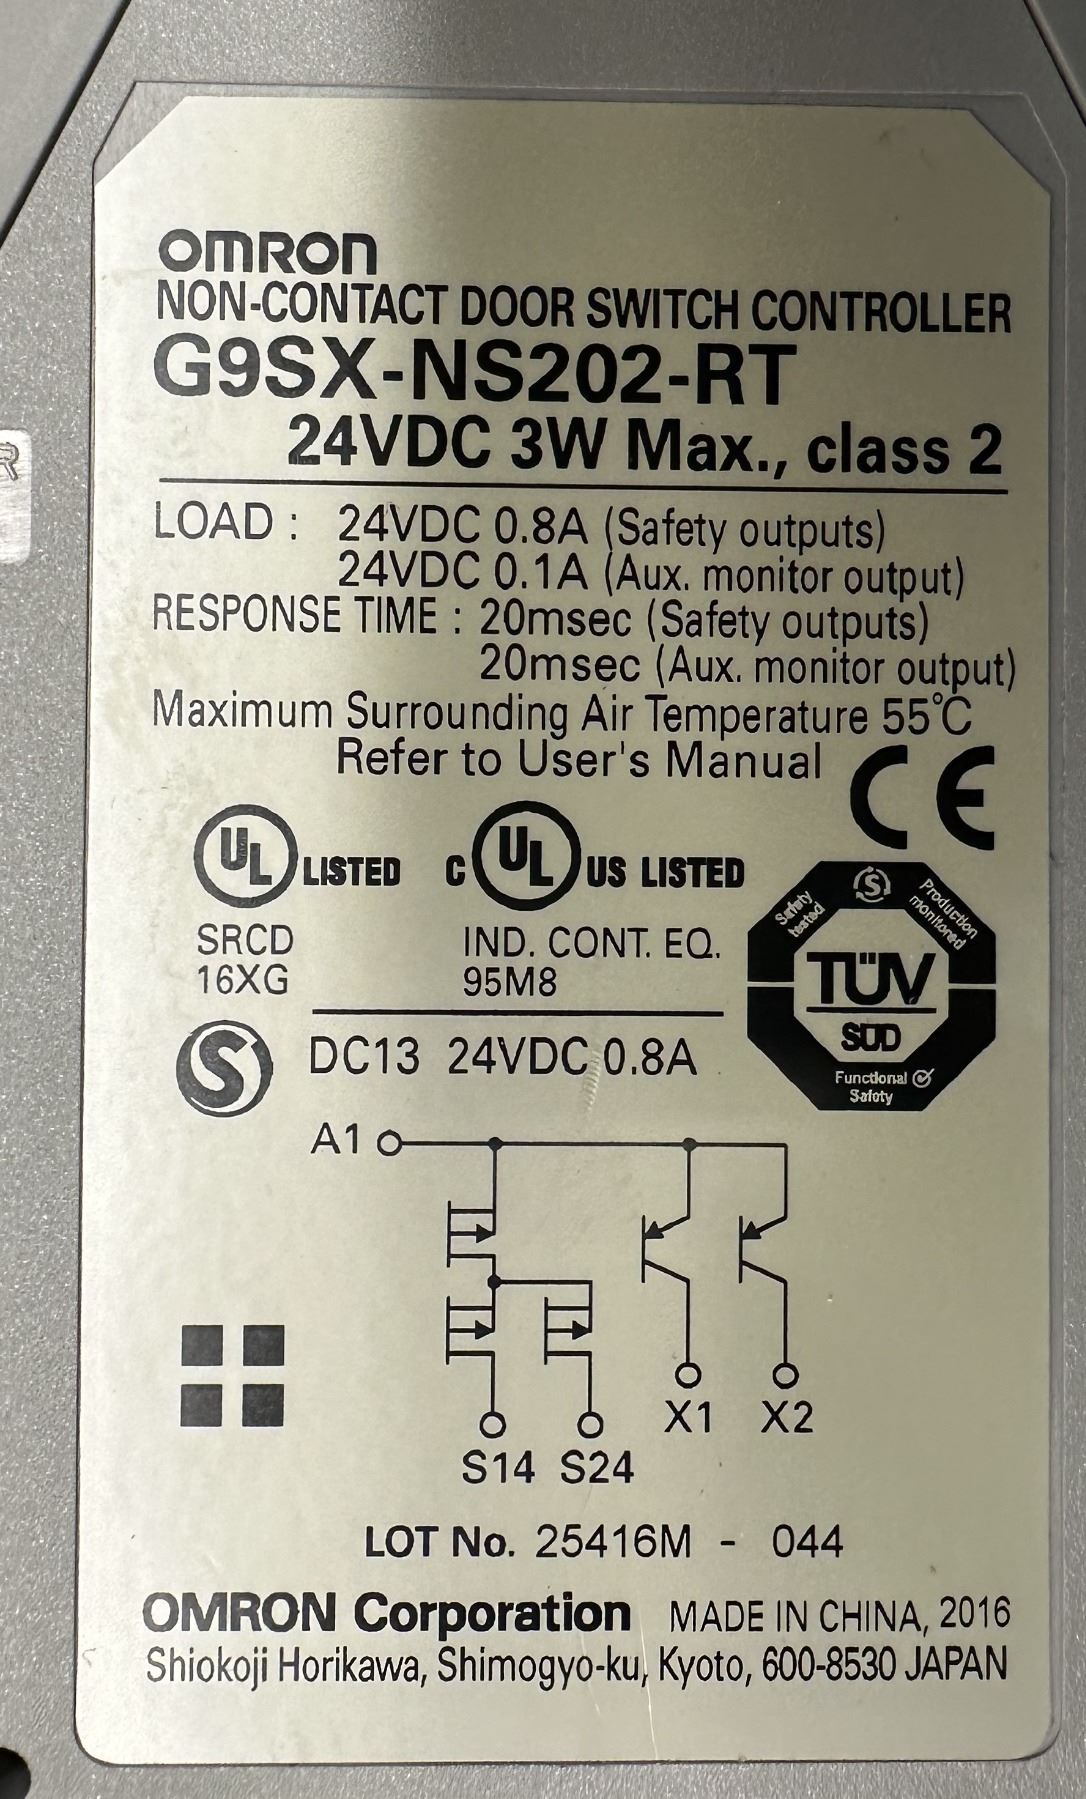 OMRON
NON-CONTACT DOOR SWITCH CONTROLLER
G9SX-NS202-RT
24VDC 3W Max., class 2
LOAD : 24VDC 0.8A (Safety outputs)
24VDC 0.1A (Aux. monitor output)
RESPONSE TIME : 20msec (Safety outputs)
20msec (Aux. monitor output)
Maximum Surrounding Air Temperature 55℃
Refer to User's Manual
CE
UL LISTED C UL US LISTED
SRCD IND. CONT. EQ.
16XG 95M8
Safety tested
S
Production monitored
TÜV
SÜD
Functional
Safety
S DC13 24VDC 0.8A
A1
X1 X2
S14 S24
LOT No. 25416M - 044
OMRON Corporation MADE IN CHINA, 2016
Shiokoji Horikawa, Shimogyo-ku, Kyoto, 600-8530 JAPAN
R